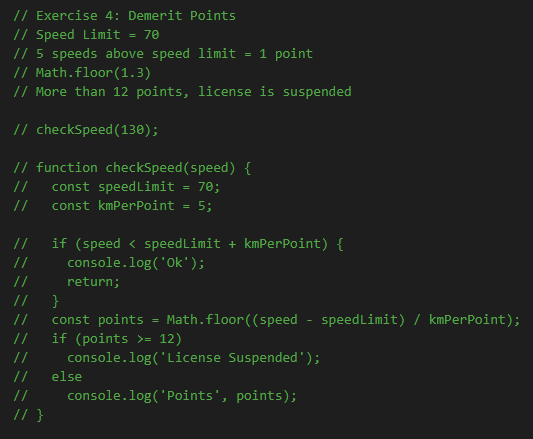 // Exercise 4: Demerit Points
// Speed Limit = 70
// 5 speeds above speed limit = 1 point
// Math.floor(1.3)
// More than 12 points, license is suspended

// checkSpeed(130);

// function checkSpeed(speed) {
//   const speedLimit = 70;
//   const kmPerPoint = 5;

//   if (speed < speedLimit + kmPerPoint) {
//     console.log('Ok');
//     return;
//   }
//   const points = Math.floor((speed - speedLimit) / kmPerPoint);
//   if (points >= 12)
//     console.log('License Suspended');
//   else
//     console.log('Points', points);
// }